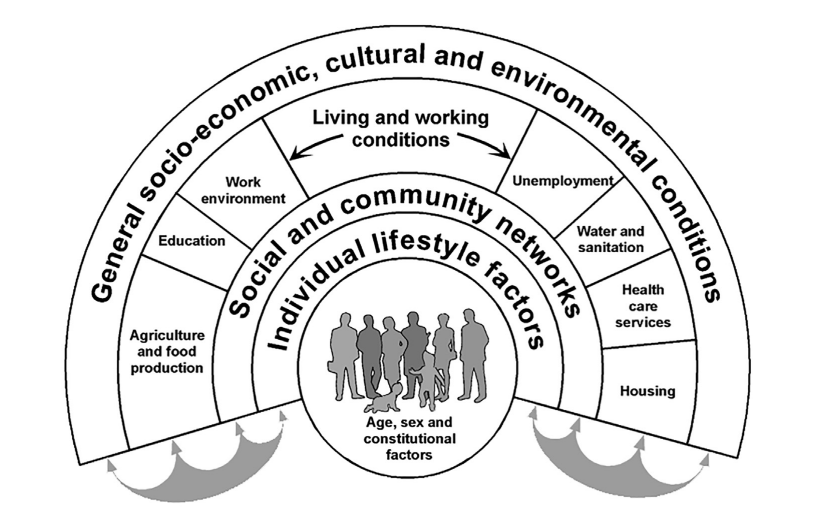 General socio-economic, cultural and environmental conditions
Living and working
conditions
Work
environment
Education
Agriculture
and food
production
Unemployment
Water and
sanitation
Health
care
services
Housing
Social and community networks
Individual lifestyle factors
Age, sex and
constitutional
factors